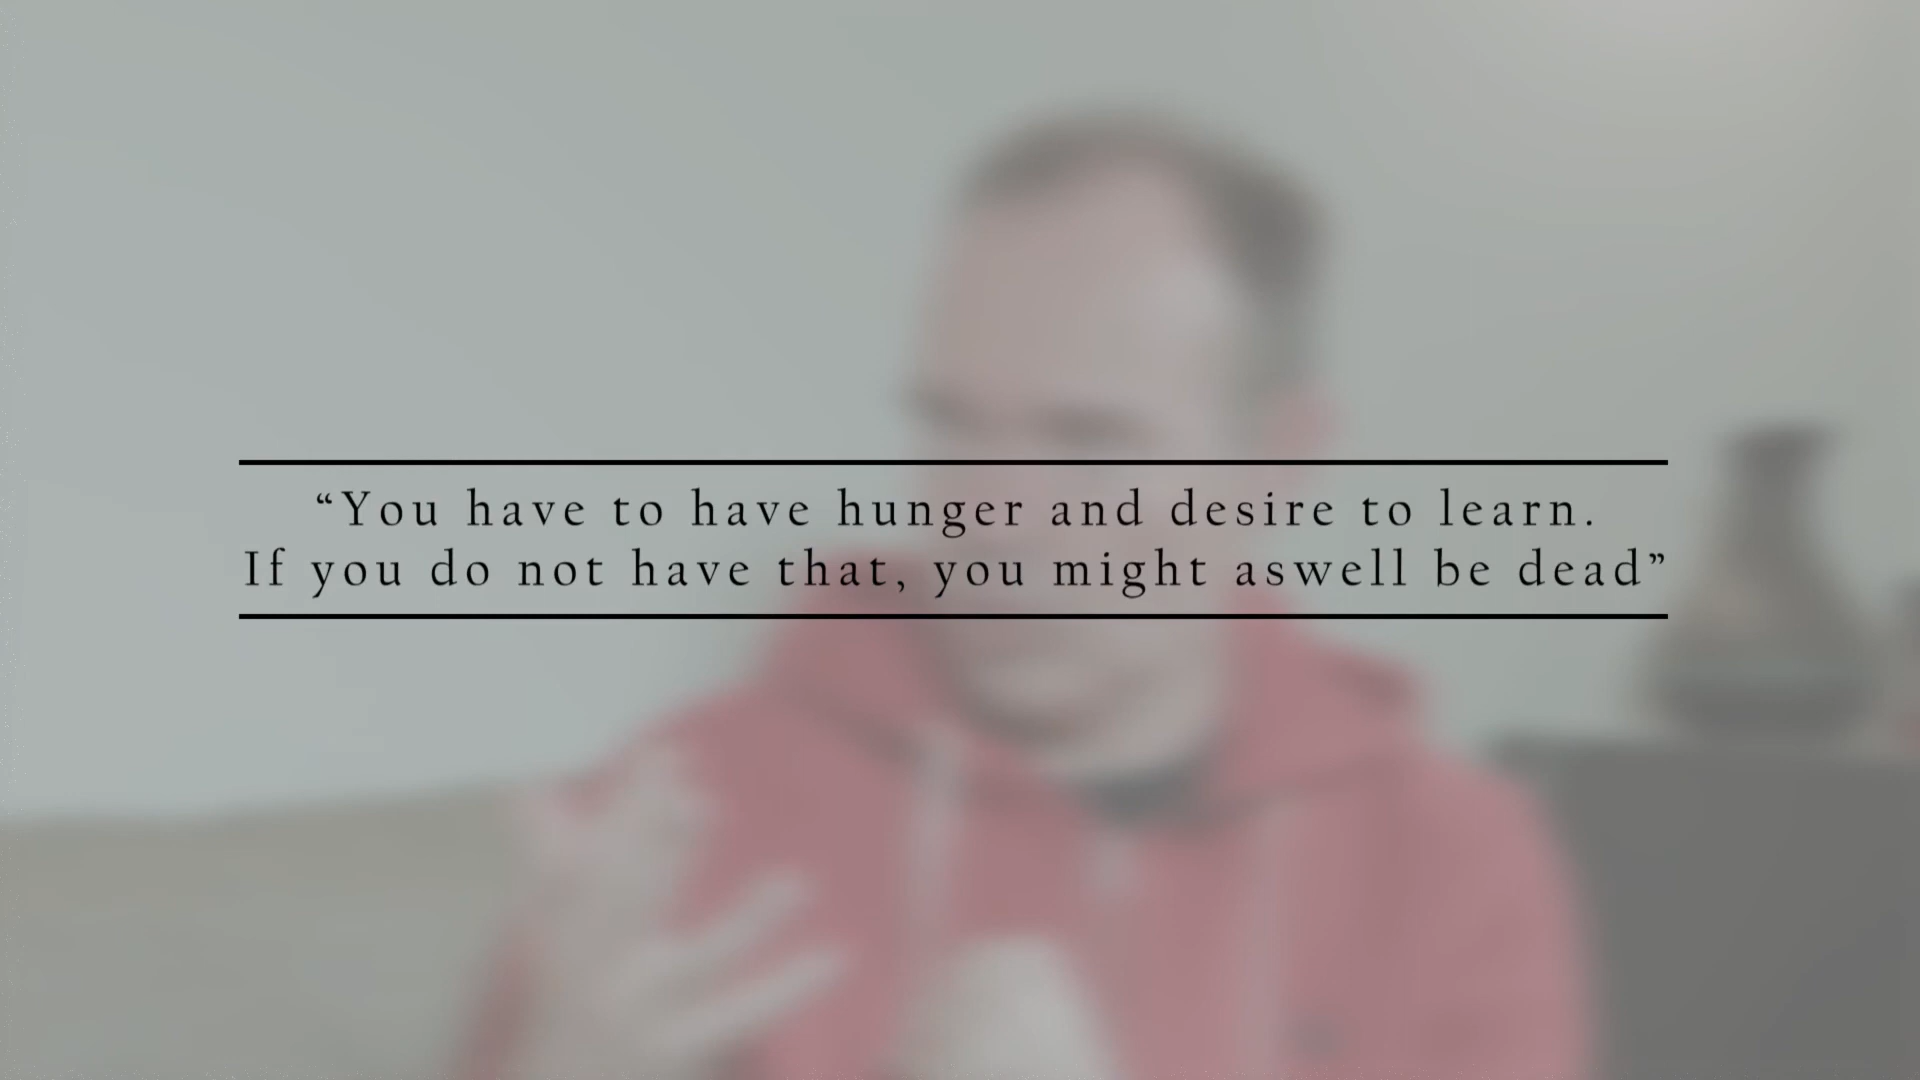 “You have to have hunger and desire to learn.
If you do not have that, you might aswell be dead”